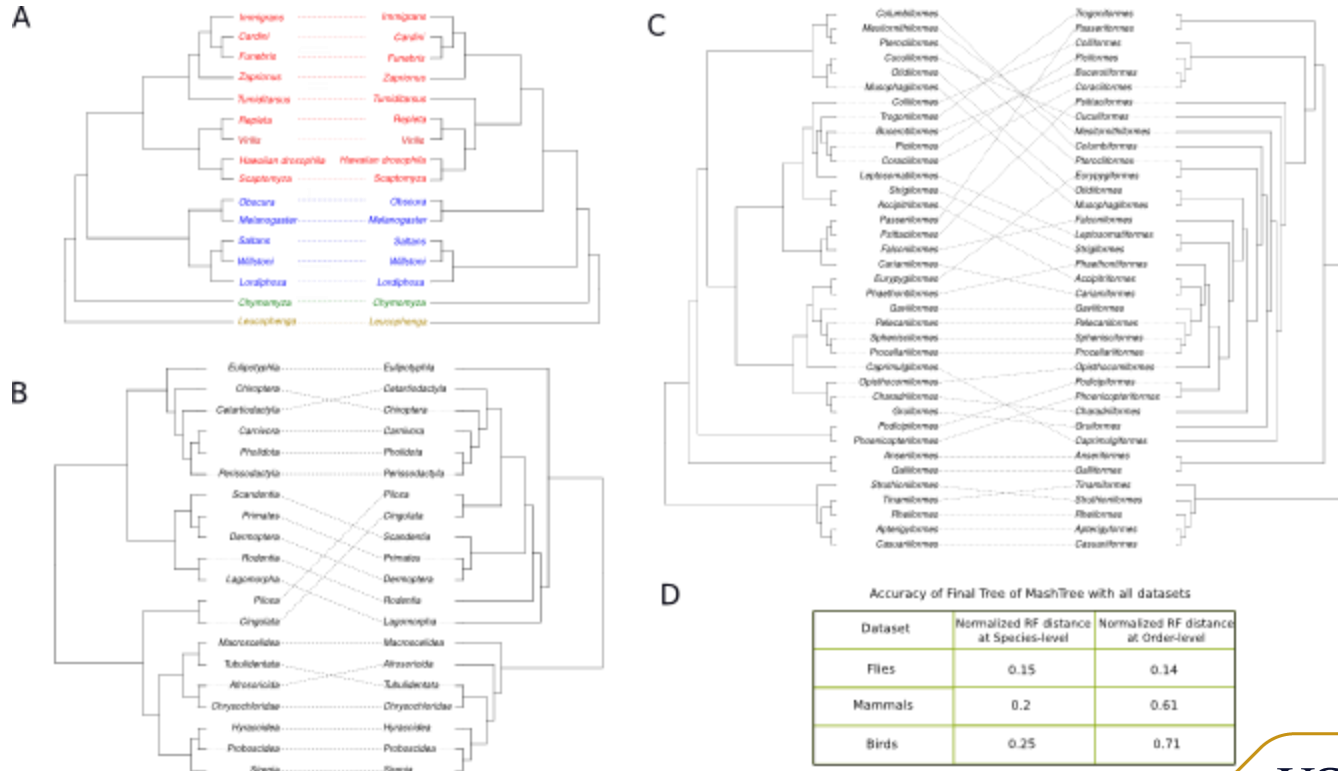 A
Immigrans Immigrans
Cardini Cardini
Funebris Funebris
Zaprionus Zaprionus
Tumiditarsus Tumiditarsus
Repleta Repleta
Virilis Virilis
Hawaiian drosophila Hawaiian drosophila
Scaptomyza Scaptomyza
Obscura Obscura
Melanogaster Melanogaster
Saltans Saltans
Willistoni Willistoni
Lordiphosa Lordiphosa
Chymomyza Chymomyza
Leucophenga Leucophenga
B
Eulipotyphla Eulipotyphla
Chiroptera Cetartiodactyla
Cetartiodactyla Chiroptera
Carnivora Carnivora
Pholidota Pholidota
Perissodactyla Perissodactyla
Scandentia Pilosa
Primates Cingulata
Dermoptera Scandentia
Rodentia Primates
Lagomorpha Dermoptera
Pilosa Rodentia
Cingulata Lagomorpha
Macroscelidea Macroscelidea
Tubulidentata Afrosoricida
Afrosoricida Tubulidentata
Chrysochloridae Chrysochloridae
Hyracoidea Hyracoidea
Proboscidea Proboscidea
C
Columbiformes Trogoniformes
Mesitornithiformes Passeriformes
Pterocliformes Coliiformes
Cuculiformes Piciformes
Otidiformes Bucerotiformes
Musophagiformes Coraciiformes
Coliiformes Psittaciformes
Trogoniformes Cuculiformes
Bucerotiformes Mesitornithiformes
Piciformes Columbiformes
Coraciiformes Pterocliformes
Leptosomatiformes Eurypygiformes
Strigiformes Otidiformes
Accipitriformes Musophagiformes
Passeriformes Falconiformes
Psittaciformes Leptosomatiformes
Falconiformes Strigiformes
Cariamiformes Phaethontiformes
Eurypygiformes Accipitriformes
Phaethontiformes Cariamiformes
Gaviiformes Gaviiformes
Pelecaniformes Pelecaniformes
Sphenisciformes Sphenisciformes
Procellariiformes Procellariiformes
Caprimulgiformes Opisthocomiformes
Opisthocomiformes Podicipiformes
Charadriiformes Phoenicopteriformes
Gruiformes Charadriiformes
Podicipiformes Gruiformes
Phoenicopteriformes Caprimulgiformes
Anseriformes Anseriformes
Galliformes Galliformes
Struthioniformes Tinamiformes
Tinamiformes Struthioniformes
Rheiformes Rheiformes
Apterygiformes Apterygiformes
Casuariiformes Casuariiformes
D
Accuracy of Final Tree of MashTree with all datasets
Dataset Normalized RF distance at Species-level Normalized RF distance at Order-level
Flies 0.15 0.14
Mammals 0.2 0.61
Birds 0.25 0.71